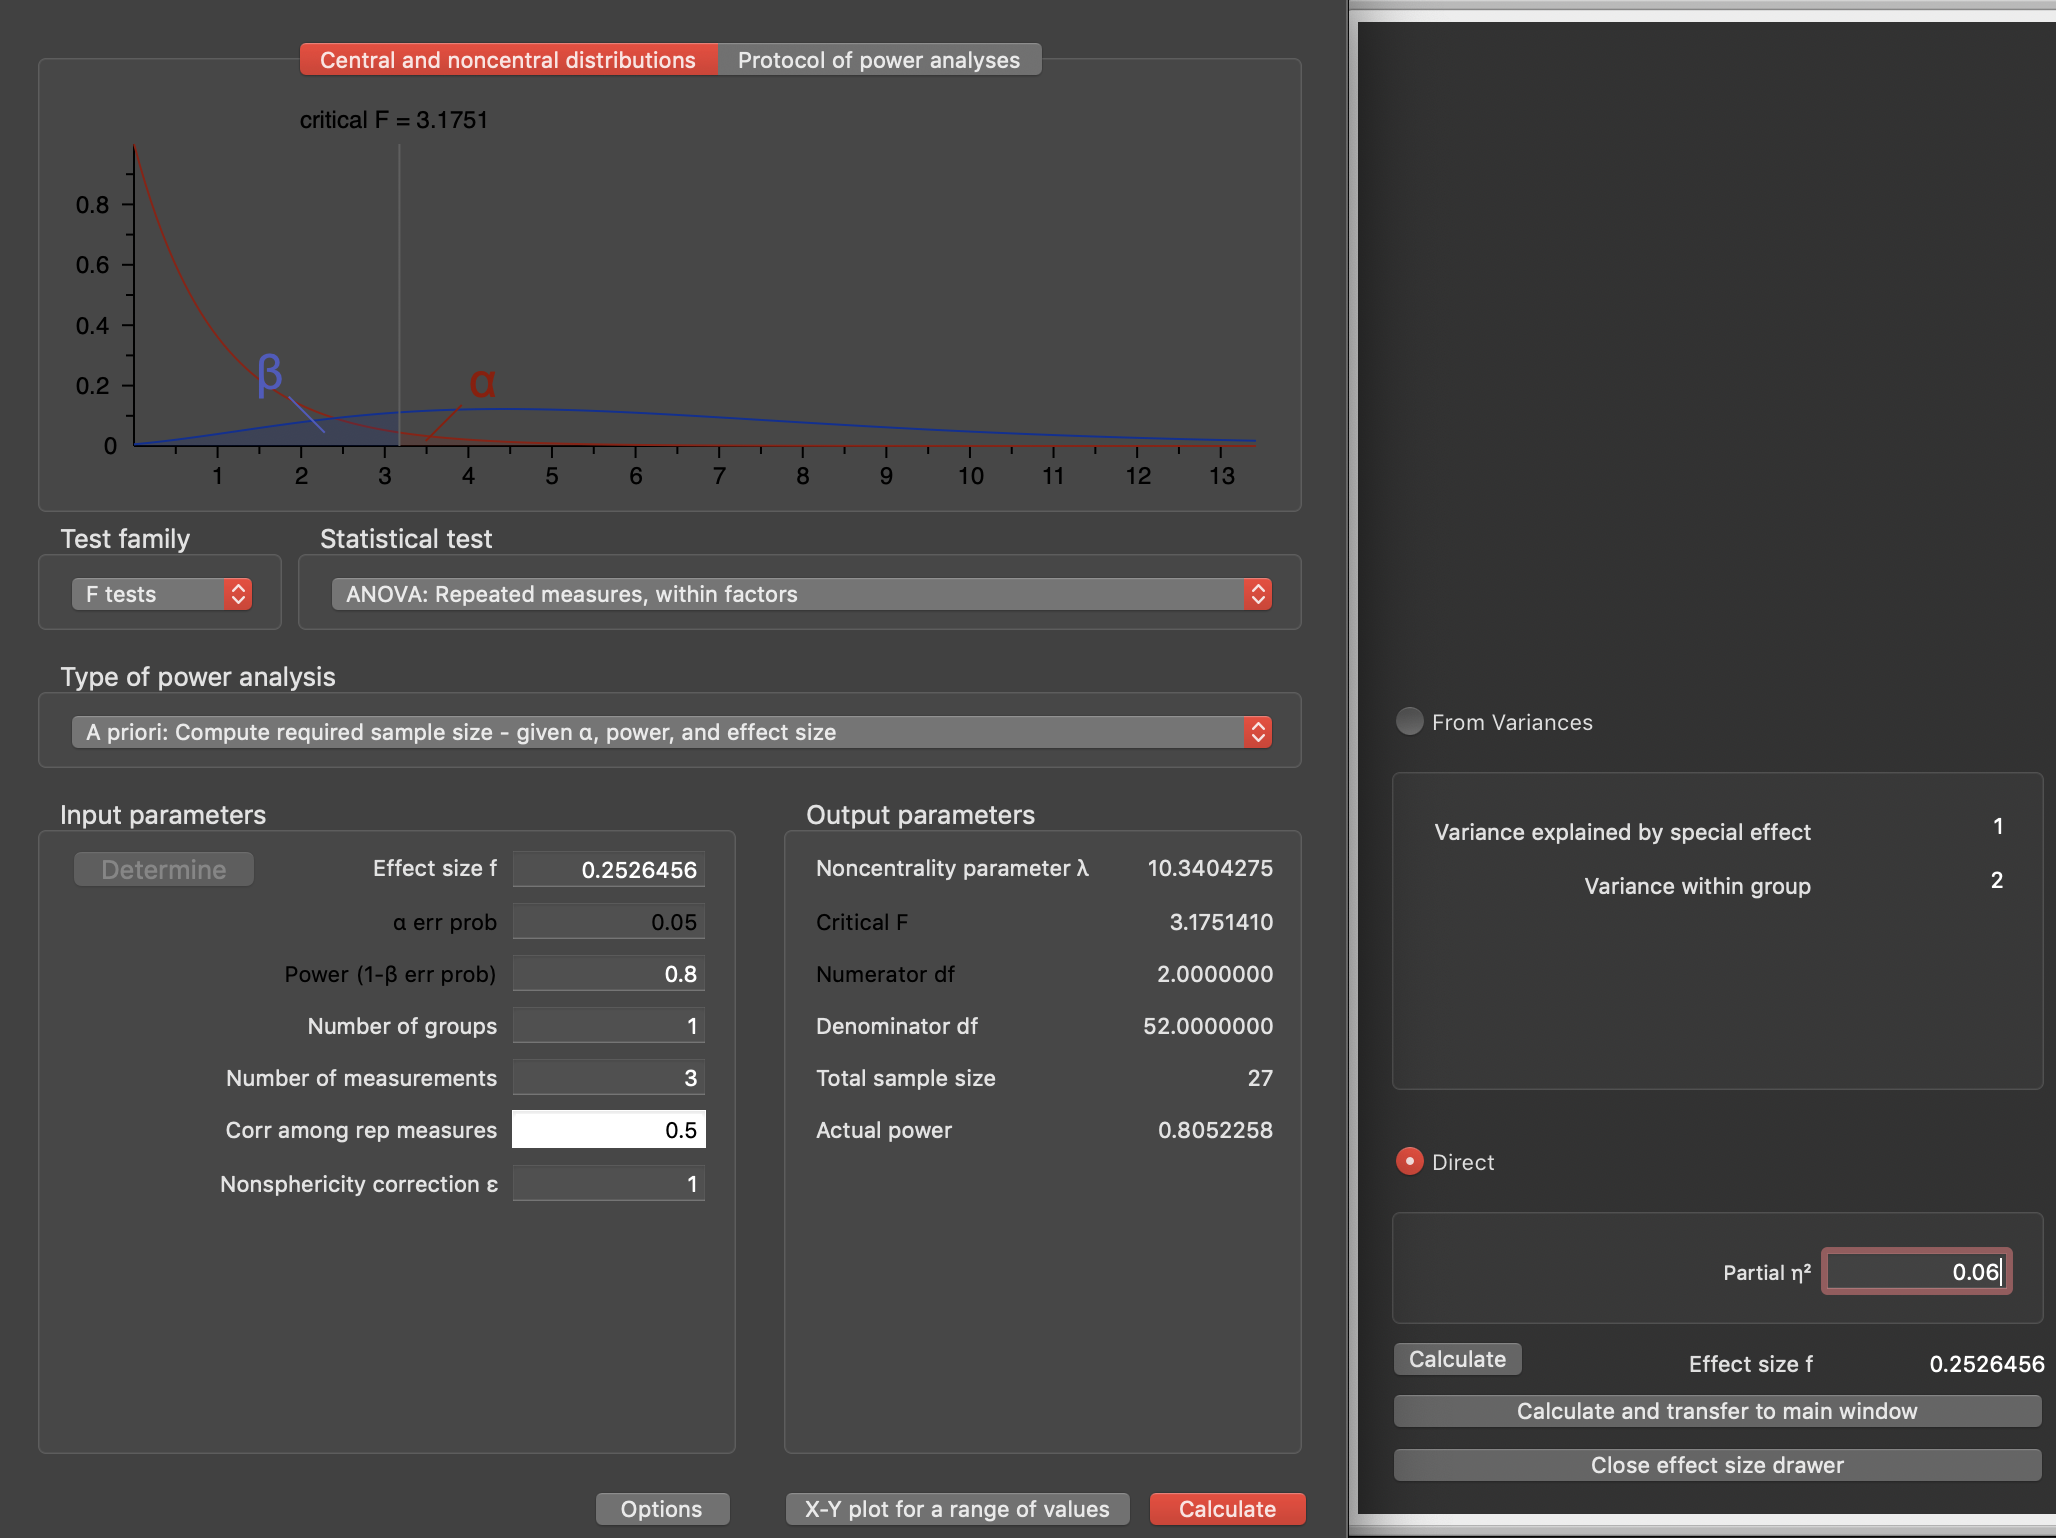 Central and noncentral distributions
Protocol of power analyses
critical F = 3.1751
0.8
0.6
0.4
0.2
0
β
α
1 2 3 4 5 6 7 8 9 10 11 12 13
Test family
Statistical test
F tests
ANOVA: Repeated measures, within factors
Type of power analysis
A priori: Compute required sample size - given α, power, and effect size
Input parameters
Determine
Effect size f 0.2526456
α err prob 0.05
Power (1-β err prob) 0.8
Number of groups 1
Number of measurements 3
Corr among rep measures 0.5
Nonsphericity correction ε 1
Output parameters
Noncentrality parameter λ 10.3404275
Critical F 3.1751410
Numerator df 2.0000000
Denominator df 52.0000000
Total sample size 27
Actual power 0.8052258
Options
X-Y plot for a range of values
Calculate
From Variances
Variance explained by special effect 1
Variance within group 2
Direct
Partial η² 0.06
Calculate
Effect size f 0.2526456
Calculate and transfer to main window
Close effect size drawer